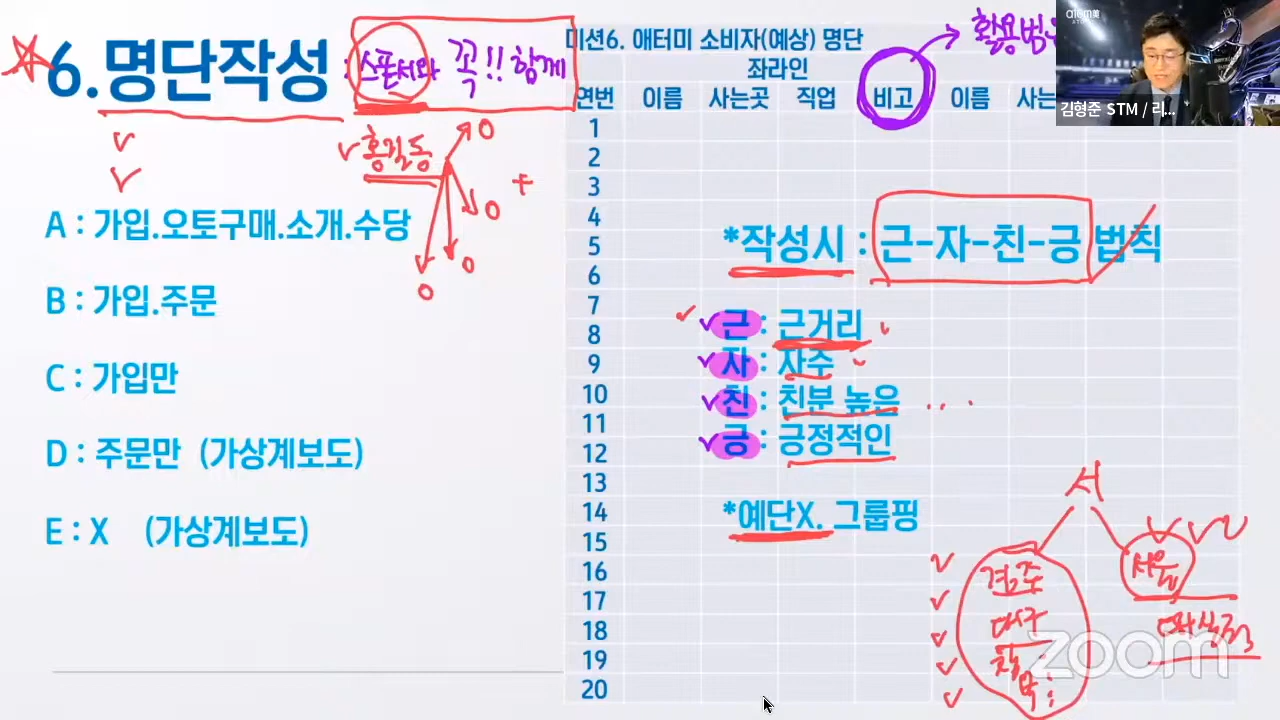 6.명단작성 : 스폰서와 꼭!! 함께
홍길동
A : 가입.오토구매.소개.수당
B : 가입.주문
C : 가입만
D : 주문만 (가상계보도)
E : X (가상계보도)
미션6. 애터미 소비자(예상) 명단
좌라인
연번 이름 사는곳 직업 비고 이름 사는
활용범
1
2
3
4
5
6
7
8
9
10
11
12
13
14
15
16
17
18
19
20
*작성시 : 근-자-친-긍 법칙
근 : 근거리
자 : 자주
친 : 친분 높은
긍 : 긍정적인
*예단X. 그룹핑
서울
경주
대구
atom美
김형준 STM / 리...
zoom